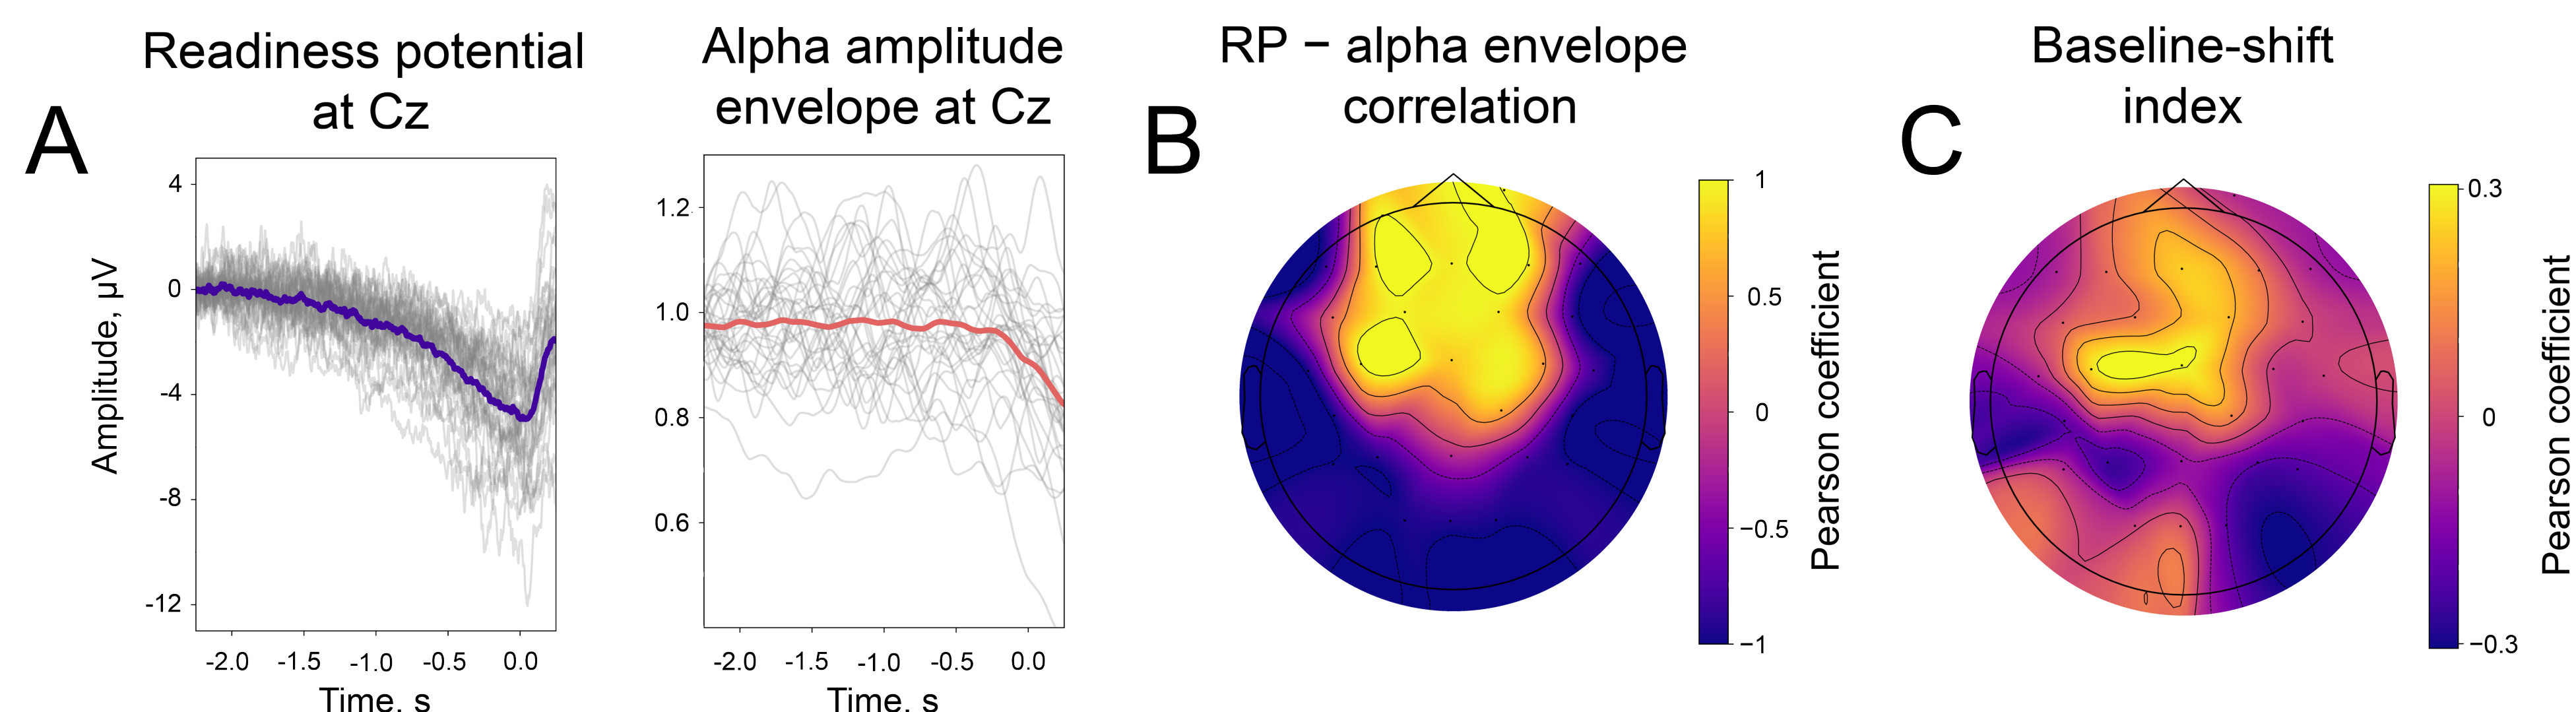 A
Readiness potential
at Cz
Amplitude, µV
4
0
-4
-8
-12
-2.0 -1.5 -1.0 -0.5 0.0
Time, s
Alpha amplitude
envelope at Cz
1.2
1.0
0.8
0.6
-2.0 -1.5 -1.0 -0.5 0.0
Time, s
B
RP − alpha envelope
correlation
1
0.5
0
−0.5
−1
Pearson coefficient
C
Baseline-shift
index
0.3
0
−0.3
Pearson coefficient